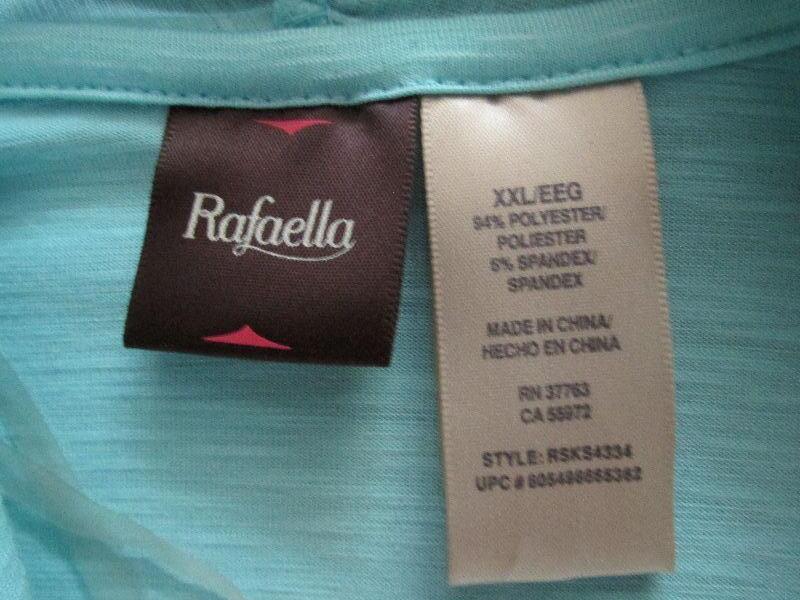 Rafaella
XXL/EEG
94% POLYESTER/
POLIESTER
6% SPANDEX/
SPANDEX
MADE IN CHINA/
HECHO EN CHINA
RN 37763
CA 55972
STYLE: RSKS4334
UPC #